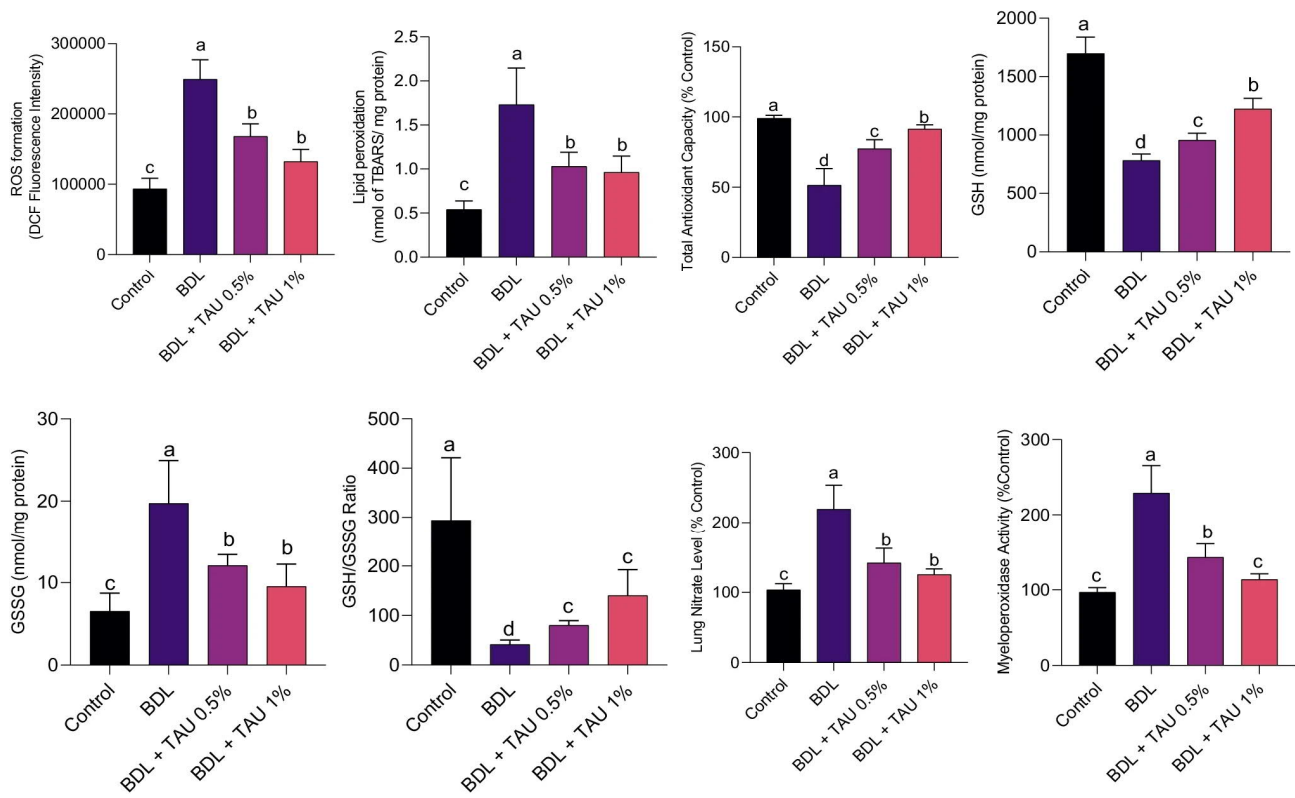 ROS formation
(DCF Fluorescence Intensity)
300000
200000
100000
0
c
a
b
b
Control
BDL
BDL + TAU 0.5%
BDL + TAU 1%
Lipid peroxidation
(nmol of TBARS/ mg protein)
2.5
2.0
1.5
1.0
0.5
0.0
c
a
b
b
Control
BDL
BDL + TAU 0.5%
BDL + TAU 1%
Total Antioxidant Capacity (% Control)
150
100
50
0
a
d
c
b
Control
BDL
BDL + TAU 0.5%
BDL + TAU 1%
GSH (nmol/mg protein)
2000
1500
1000
500
0
a
d
c
b
Control
BDL
BDL + TAU 0.5%
BDL + TAU 1%
GSSG (nmol/mg protein)
30
20
10
0
c
a
b
b
Control
BDL
BDL + TAU 0.5%
BDL + TAU 1%
GSH/GSSG Ratio
500
400
300
200
100
0
a
d
c
c
Control
BDL
BDL + TAU 0.5%
BDL + TAU 1%
Lung Nitrate Level (% Control)
300
200
100
0
c
a
b
b
Control
BDL
BDL + TAU 0.5%
BDL + TAU 1%
Myeloperoxidase Activity (%Control)
300
200
100
0
c
a
b
c
Control
BDL
BDL + TAU 0.5%
BDL + TAU 1%